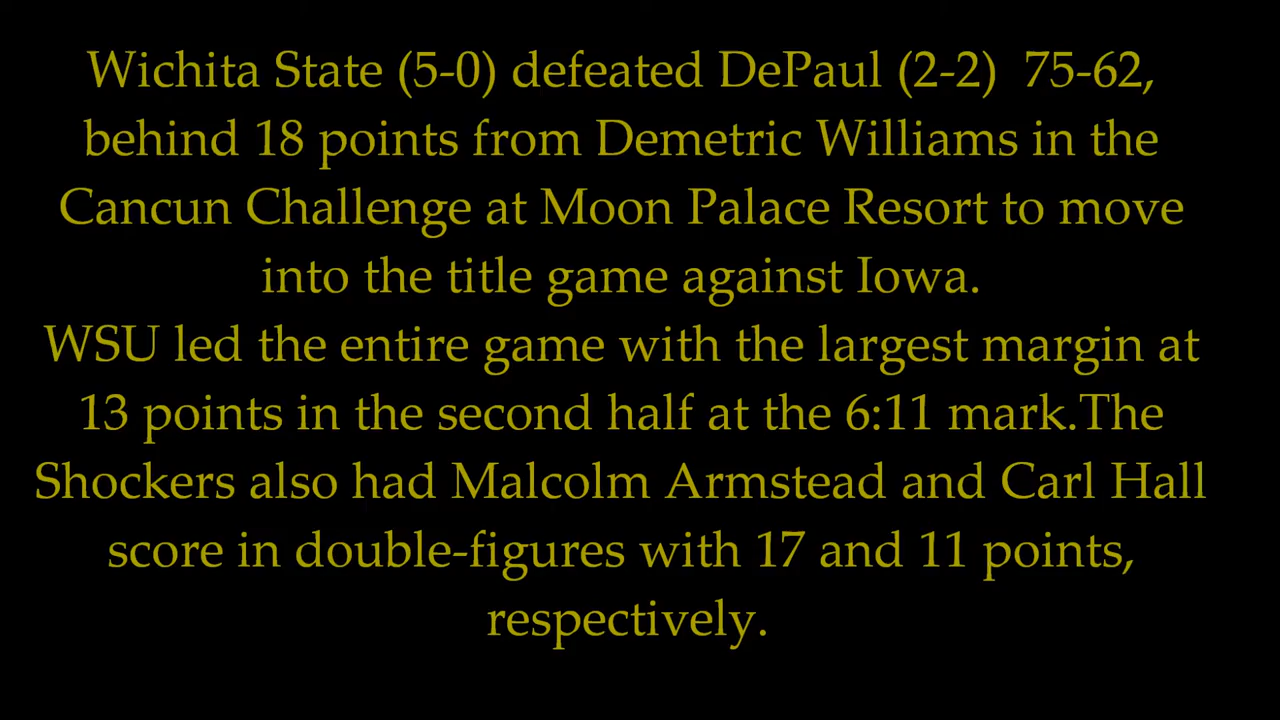 Wichita State (5-0) defeated DePaul (2-2)  75-62,
behind 18 points from Demetric Williams in the
Cancun Challenge at Moon Palace Resort to move
into the title game against Iowa.
WSU led the entire game with the largest margin at
13 points in the second half at the 6:11 mark.The
Shockers also had Malcolm Armstead and Carl Hall
score in double-figures with 17 and 11 points,
respectively.